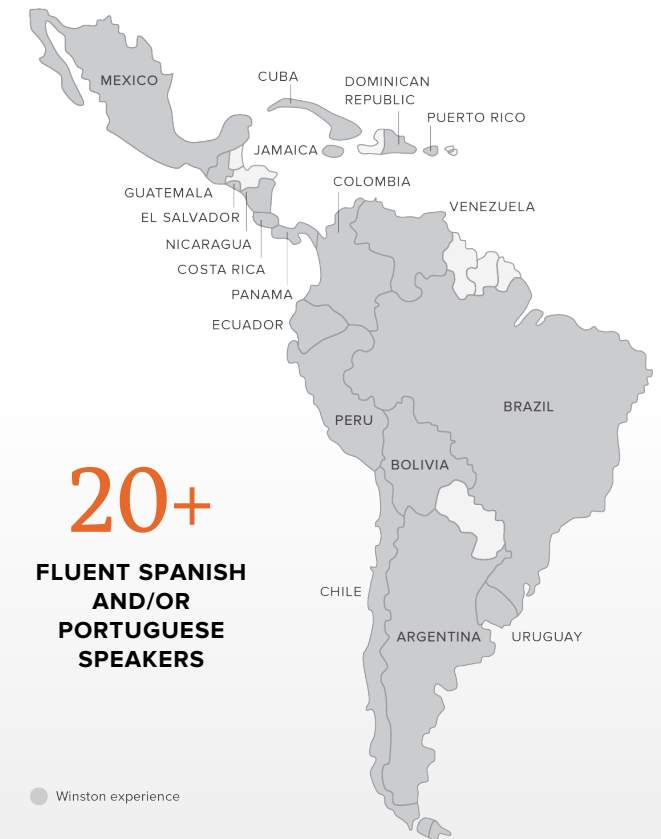 MEXICO
CUBA
DOMINICAN
REPUBLIC
PUERTO RICO
JAMAICA
COLOMBIA
GUATEMALA
VENEZUELA
EL SALVADOR
NICARAGUA
COSTA RICA
PANAMA
ECUADOR
BRAZIL
PERU
BOLIVIA
20+
FLUENT SPANISH
AND/OR
PORTUGUESE
SPEAKERS
CHILE
ARGENTINA
URUGUAY
Winston experience